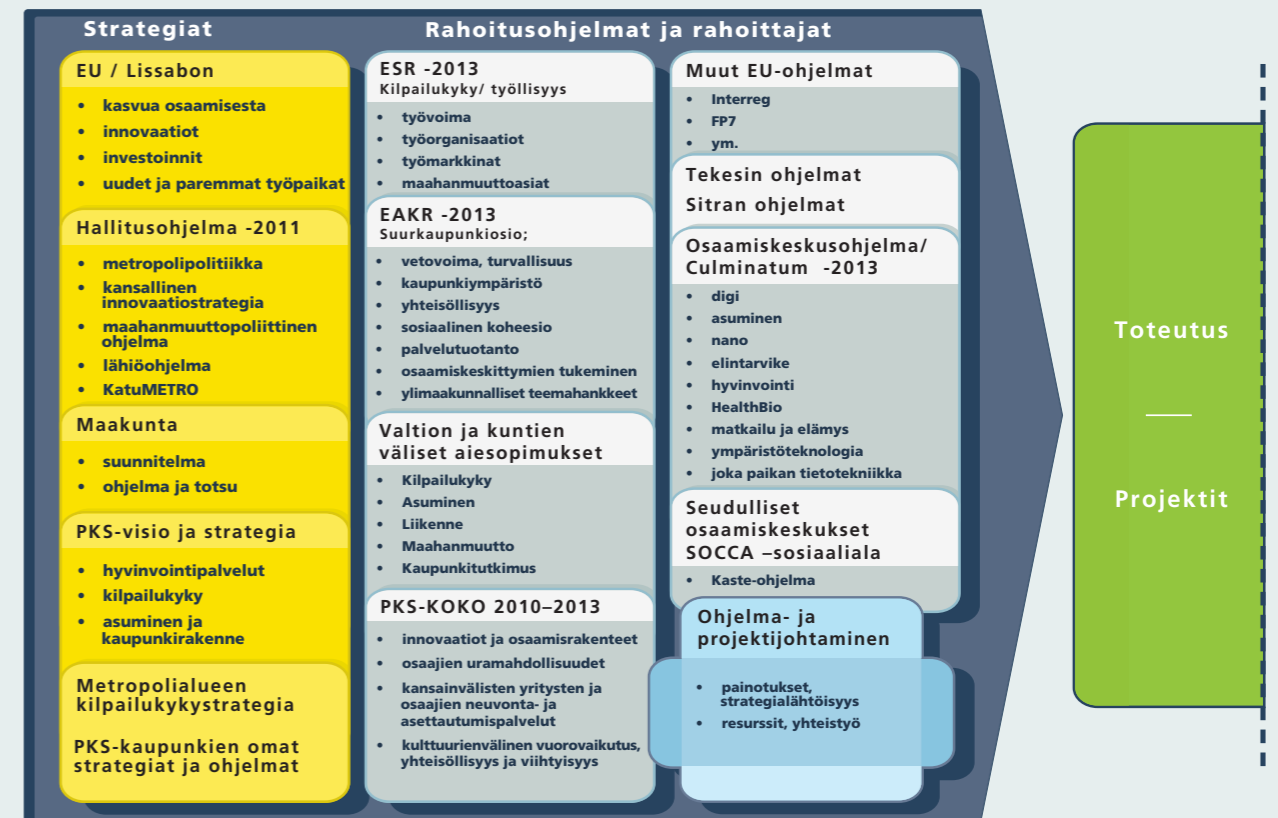 Strategiat
EU / Lissabon
• kasvua osaamisesta
• innovaatiot
• investoinnit
• uudet ja paremmat työpaikat
Hallitusohjelma -2011
• metropolipolitiikka
• kansallinen
innovaatiostrategia
• maahanmuuttopoliittinen
ohjelma
• lähiöohjelma
• KatuMETRO
Maakunta
• suunnitelma
• ohjelma ja totsu
PKS-visio ja strategia
• hyvinvointipalvelut
• kilpailukyky
• asuminen ja
kaupunkirakenne
Metropolialueen
kilpailukykystrategia
PKS-kaupunkien omat
strategiat ja ohjelmat
Rahoitusohjelmat ja rahoittajat
ESR -2013
Kilpailukyky/ työllisyys
• työvoima
• työorganisaatiot
• työmarkkinat
• maahanmuuttoasiat
EAKR -2013
Suurkaupunkiosio;
• vetovoima, turvallisuus
• kaupunkiympäristö
• yhteisöllisyys
• sosiaalinen koheesio
• palvelutuotanto
• osaamiskeskittymien tukeminen
• ylimaakunnalliset teemahankkeet
Valtion ja kuntien
väliset aiesopimukset
• Kilpailukyky
• Asuminen
• Liikenne
• Maahanmuutto
• Kaupunkitutkimus
PKS-KOKO 2010–2013
• innovaatiot ja osaamisrakenteet
• osaajien uramahdollisuudet
• kansainvälisten yritysten ja
osaajien neuvonta- ja
asettautumispalvelut
• kulttuurienvälinen vuorovaikutus,
yhteisöllisyys ja viihtyisyys
Muut EU-ohjelmat
• Interreg
• FP7
• ym.
Tekesin ohjelmat
Sitran ohjelmat
Osaamiskeskusohjelma/
Culminatum -2013
• digi
• asuminen
• nano
• elintarvike
• hyvinvointi
• HealthBio
• matkailu ja elämys
• ympäristöteknologia
• joka paikan tietotekniikka
Seudulliset
osaamiskeskukset
SOCCA –sosiaaliala
• Kaste-ohjelma
Ohjelma- ja
projektijohtaminen
• painotukset,
strategialähtöisyys
• resurssit, yhteistyö
Toteutus
Projektit